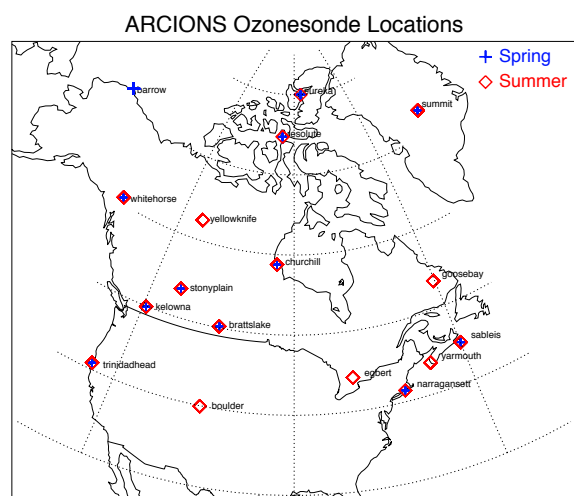 ARCIONS Ozonesonde Locations
Spring
Summer
barrow
eureka
summit
resolute
whitehorse
yellowknife
churchill
goosebay
stonyplain
kelowna
brattslake
sableis
trinidadhead
yarmouth
egbert
narragansett
boulder